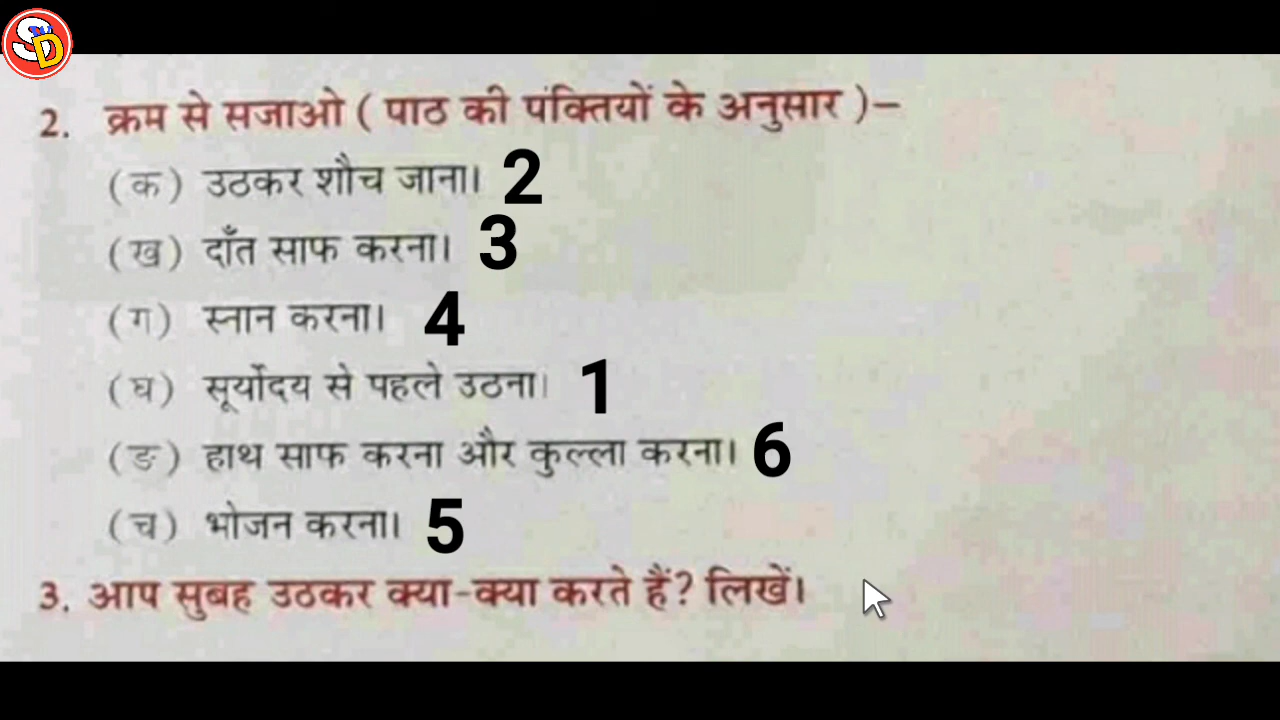 SD
2. क्रम से सजाओ ( पाठ की पंक्तियों के अनुसार )–
(क) उठकर शौच जाना। 2
(ख) दाँत साफ करना। 3
(ग) स्नान करना। 4
(घ) सूर्योदय से पहले उठना। 1
(ङ) हाथ साफ करना और कुल्ला करना। 6
(च) भोजन करना। 5
3. आप सुबह उठकर क्या-क्या करते हैं? लिखें।